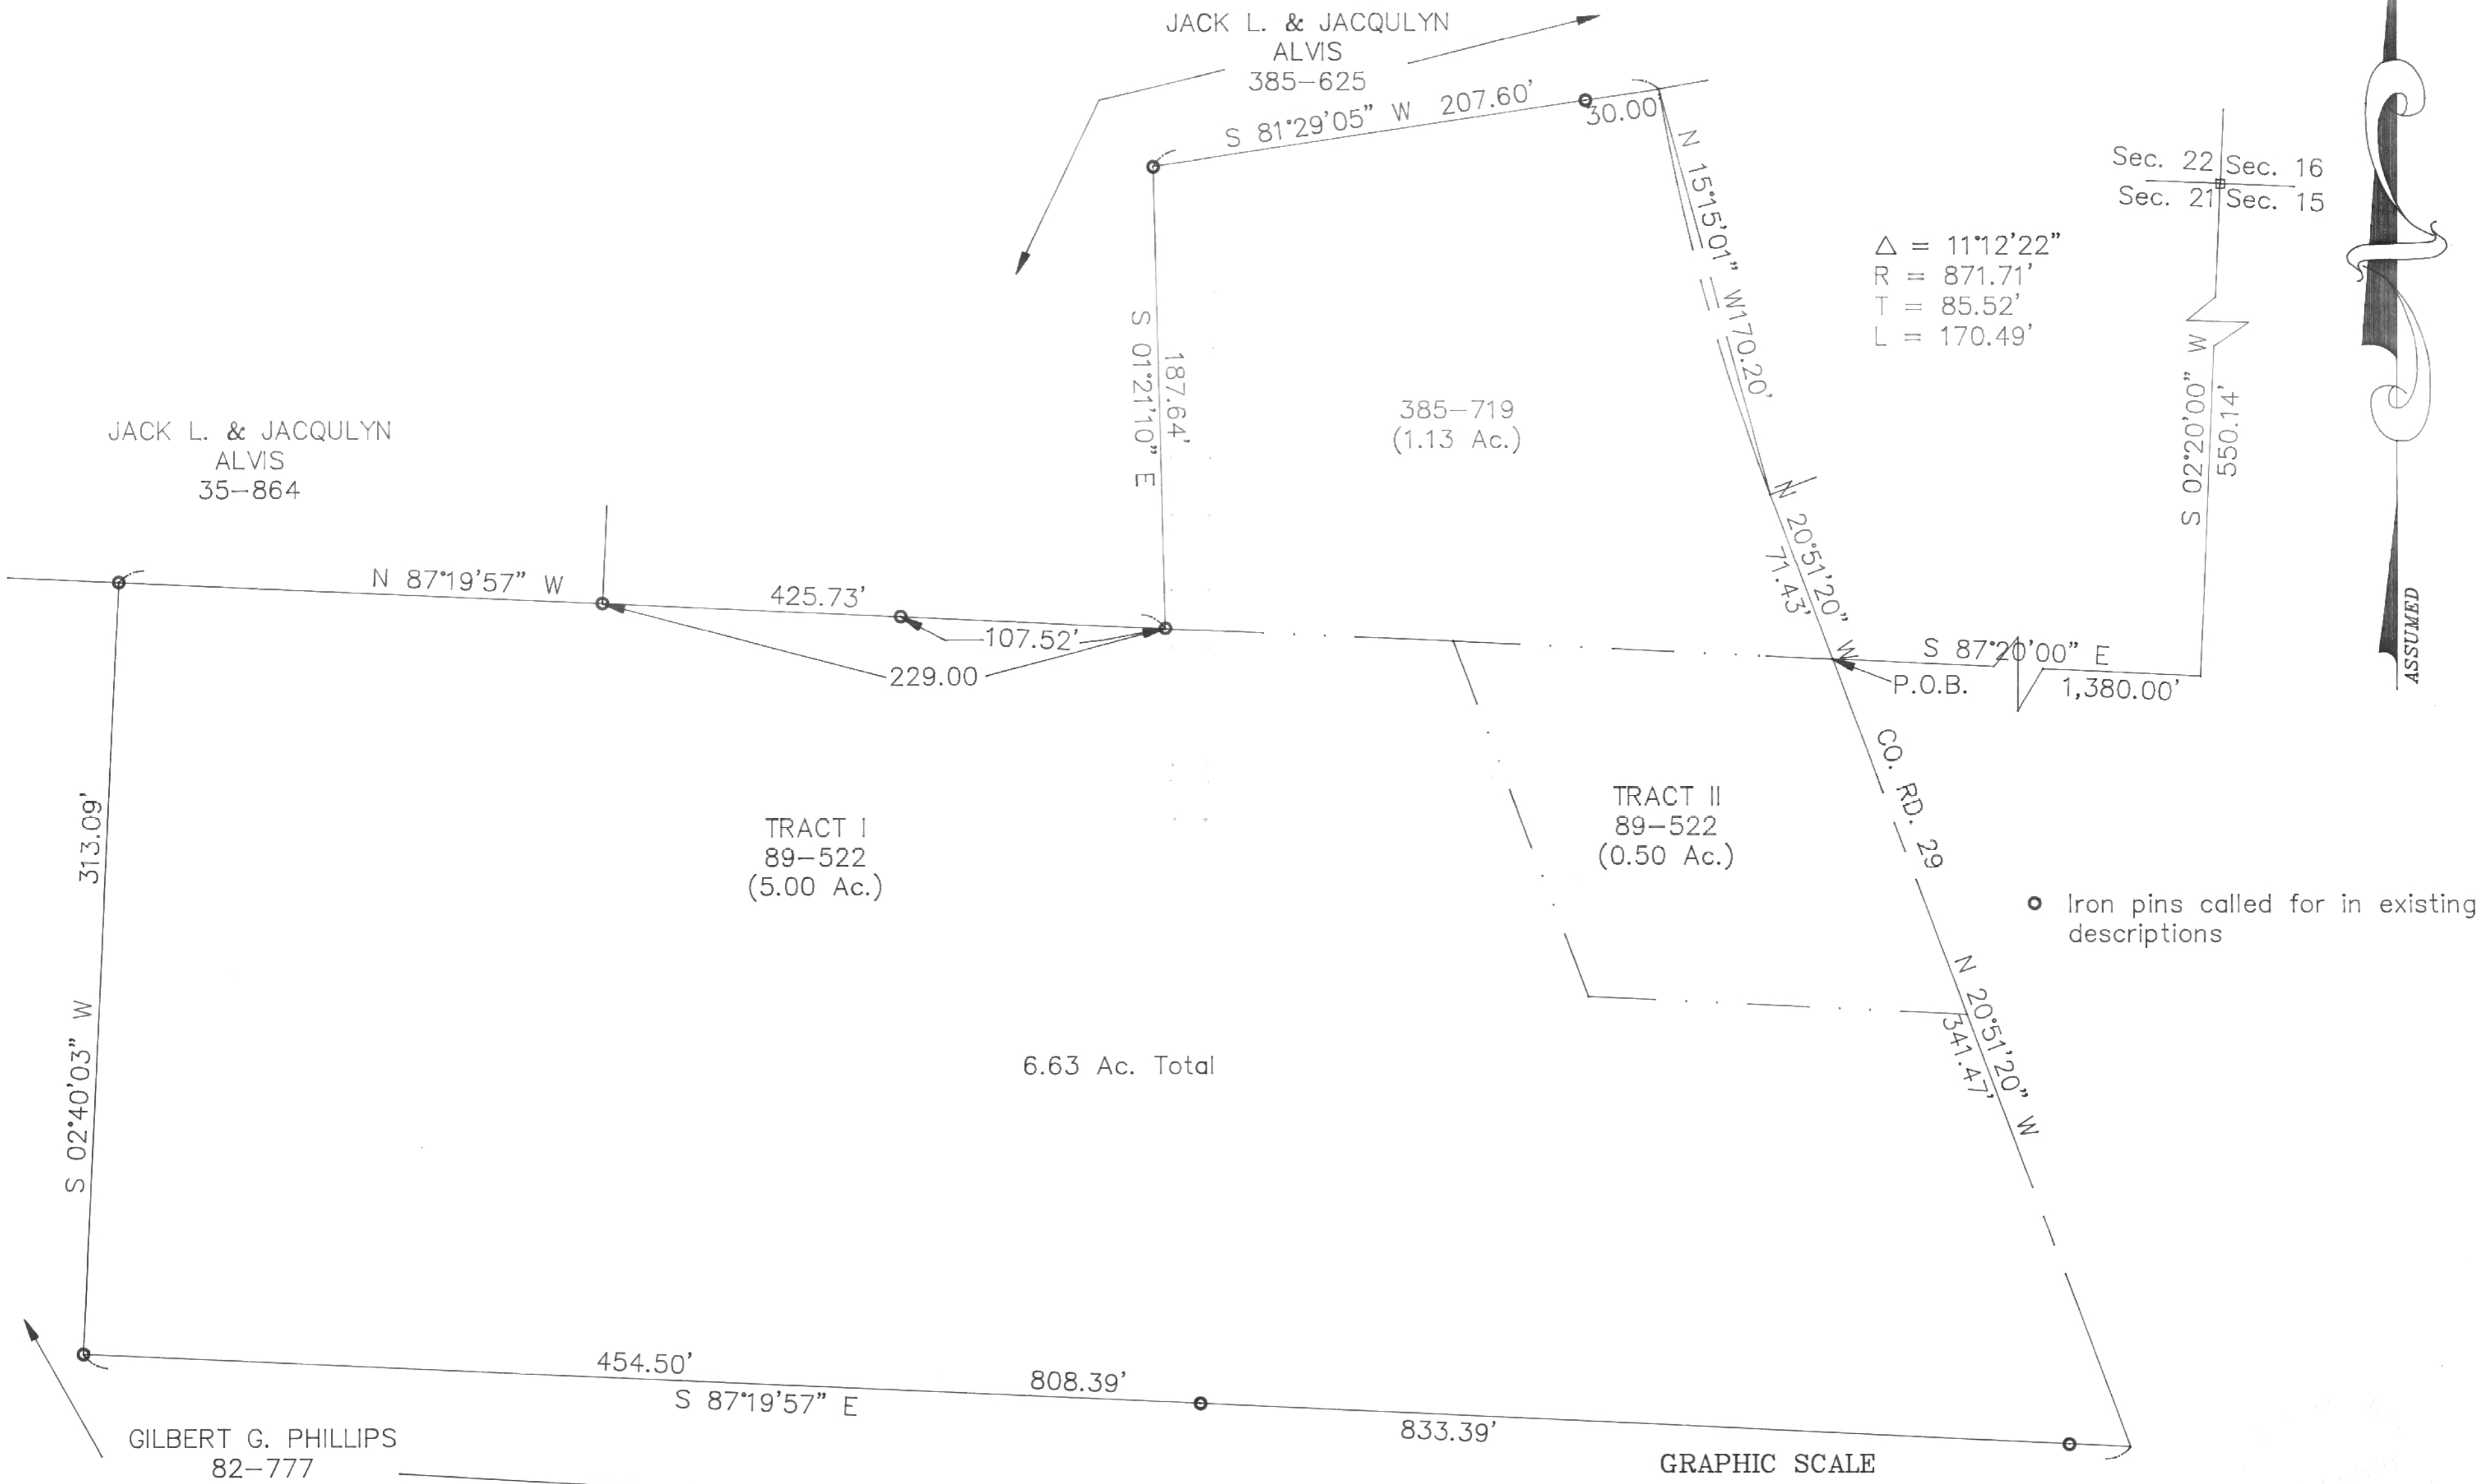 JACK L. & JACQULYN
ALVIS
385-625
S 81°29'05" W 207.60'
30.00'
N 15°15'01" W 170.20'
Sec. 22 Sec. 16
Sec. 21 Sec. 15
Δ = 11°12'22"
R = 871.71'
T = 85.52'
L = 170.49'
S 02°20'00" W
550.14'
S 01°21'10" E
187.64'
385-719
(1.13 Ac.)
JACK L. & JACQULYN
ALVIS
35-864
N 20°51'20" W
71.43'
N 87°19'57" W
425.73'
107.52'
229.00
S 87°20'00" E
1,380.00'
P.O.B.
ASSUMED
CO. RD. 29
313.09'
S 02°40'03" W
TRACT I
89-522
(5.00 Ac.)
TRACT II
89-522
(0.50 Ac.)
Iron pins called for in existing
descriptions
N 20°51'20" W
341.47'
6.63 Ac. Total
454.50'
808.39'
S 87°19'57" E
833.39'
GILBERT G. PHILLIPS
82-777
GRAPHIC SCALE